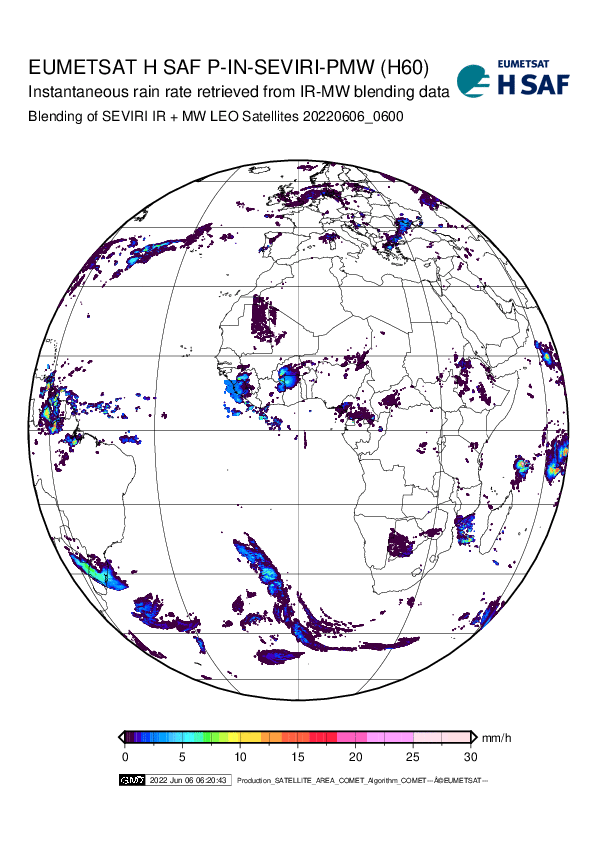 EUMETSAT H SAF P-IN-SEVIRI-PMW (H60)
Instantaneous rain rate retrieved from IR-MW blending data
Blending of SEVIRI IR + MW LEO Satellites 20220606_0600
EUMETSAT
H SAF
mm/h
0 5 10 15 20 25 30
GMD 2022 Jun 06 06:20:43 Production_SATELLITE_AREA_COMET_Algorithm_COMET---Â©EUMETSAT---